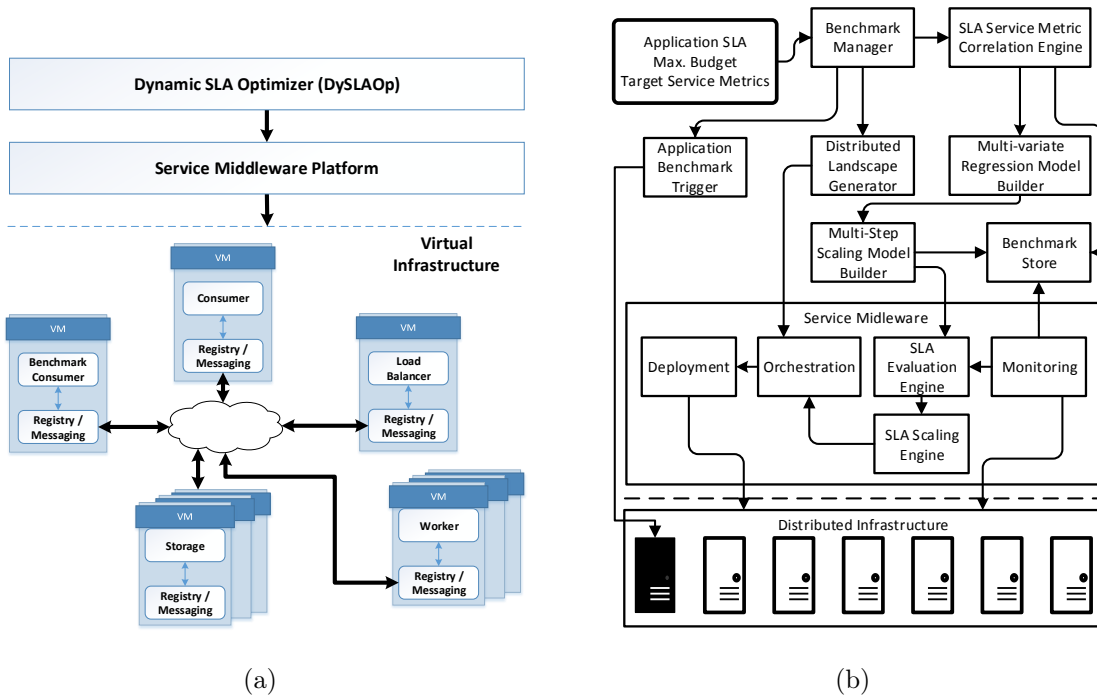 Dynamic SLA Optimizer (DySLAOp)
Service Middleware Platform
Virtual
Infrastructure
VM
Consumer
Registry /
Messaging
VM
Benchmark
Consumer
Registry /
Messaging
VM
Load
Balancer
Registry /
Messaging
VM
Storage
Registry /
Messaging
VM
Worker
Registry /
Messaging
(a)
Application SLA
Max. Budget
Target Service Metrics
Benchmark
Manager
SLA Service Metric
Correlation Engine
Application
Benchmark
Trigger
Distributed
Landscape
Generator
Multi-variate
Regression Model
Builder
Multi-Step
Scaling Model
Builder
Benchmark
Store
Service Midleware
Deployment
Orchestration
SLA
Evaluation
Engine
Monitoring
SLA Scaling
Engine
Distributed Infrastructure
(b)